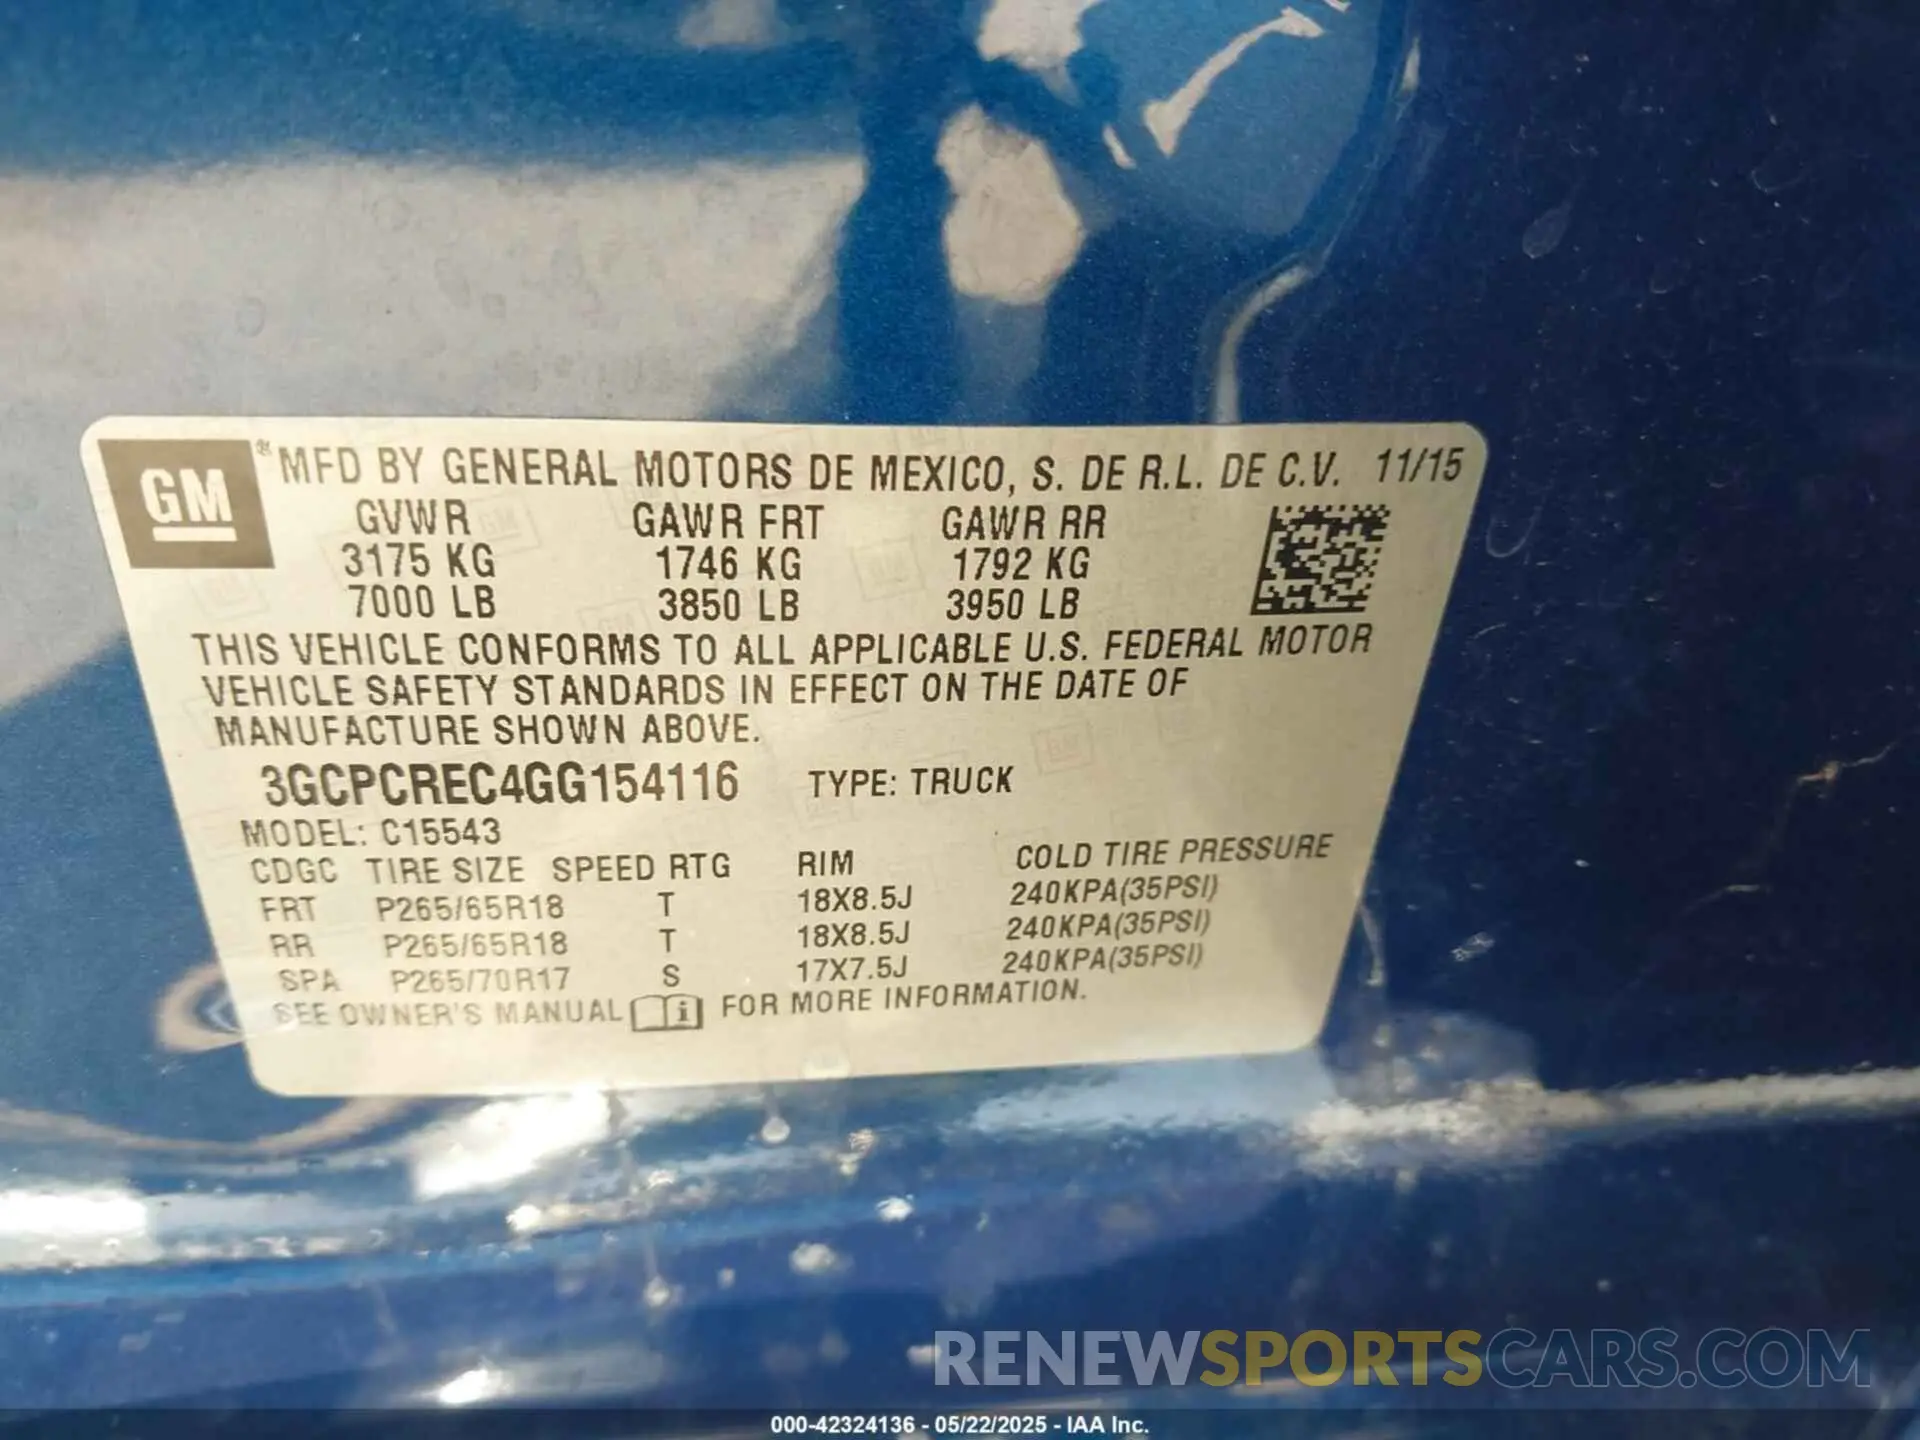 GM
® MFD BY GENERAL MOTORS DE MEXICO, S. DE R.L. DE C.V. 11/15
GVWR GAWR FRT GAWR RR
3175 KG 1746 KG 1792 KG
7000 LB 3850 LB 3950 LB
THIS VEHICLE CONFORMS TO ALL APPLICABLE U.S. FEDERAL MOTOR
VEHICLE SAFETY STANDARDS IN EFFECT ON THE DATE OF
MANUFACTURE SHOWN ABOVE.
3GCPCREC4GG154116 TYPE: TRUCK
MODEL: C15543
CDGC TIRE SIZE SPEED RTG RIM COLD TIRE PRESSURE
FRT P265/65R18 T 18X8.5J 240KPA(35PSI)
RR P265/65R18 T 18X8.5J 240KPA(35PSI)
SPA P265/70R17 S 17X7.5J 240KPA(35PSI)
SEE OWNER'S MANUAL i FOR MORE INFORMATION.
RENEWSPORTSCARS.COM
000-42324136 - 05/22/2025 - IAA Inc.